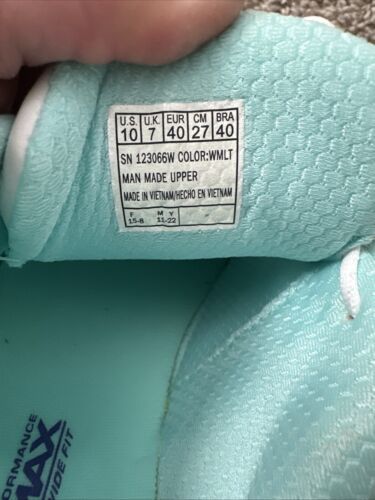 U.S. U.K. EUR CM BRA
10 7 40 27 40
SN 123066W COLOR:WMLT
MAN MADE UPPER
MADE IN VIETNAM/HECHO EN VIETNAM
F M Y
15-8 11-22
ORMANCE
MAX
IDE FIT